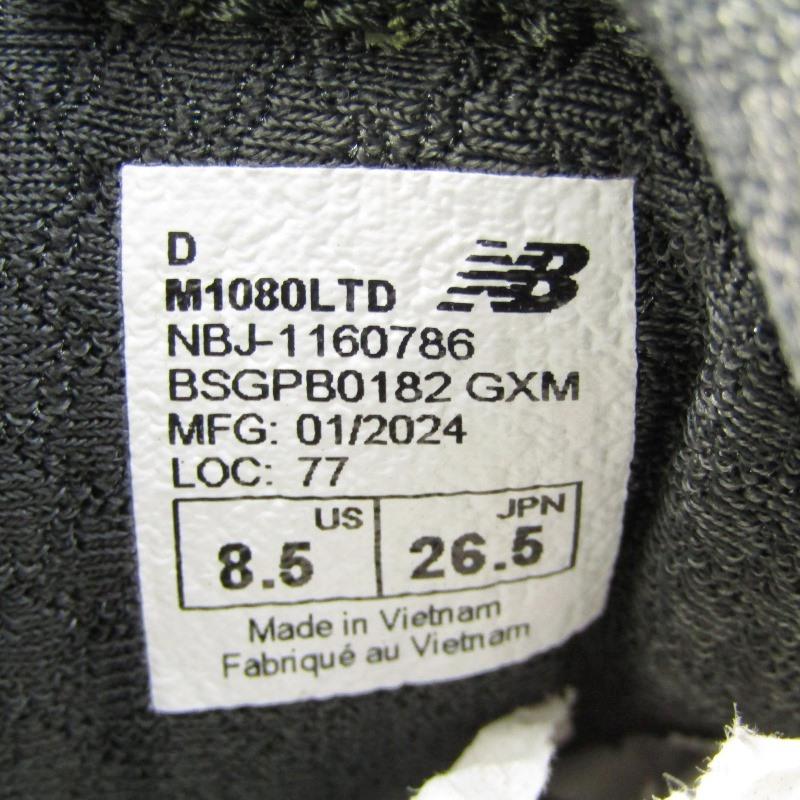 D
M1080LTD NB
NBJ-1160786
BSGPB0182 GXM
MFG: 01/2024
LOC: 77
US JPN
8.5 26.5
Made in Vietnam
Fabriqué au Vietnam